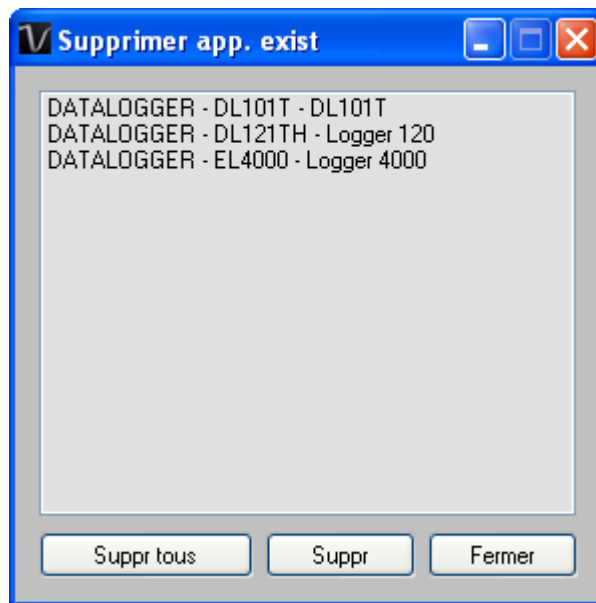 Supprimer app. exist
DATALOGGER - DL101T - DL101T
DATALOGGER - DL121TH - Logger 120
DATALOGGER - EL4000 - Logger 4000
Suppr tous Suppr Fermer